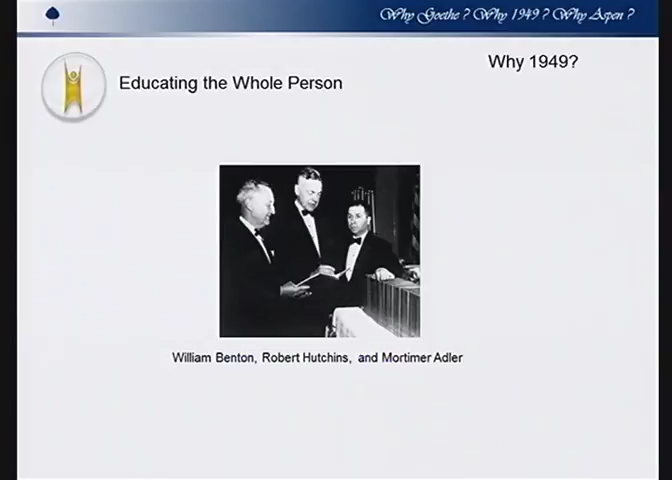 Why Goethe ? Why 1949 ? Why Aspen ?
Why 1949?
Educating the Whole Person
William Benton, Robert Hutchins, and Mortimer Adler